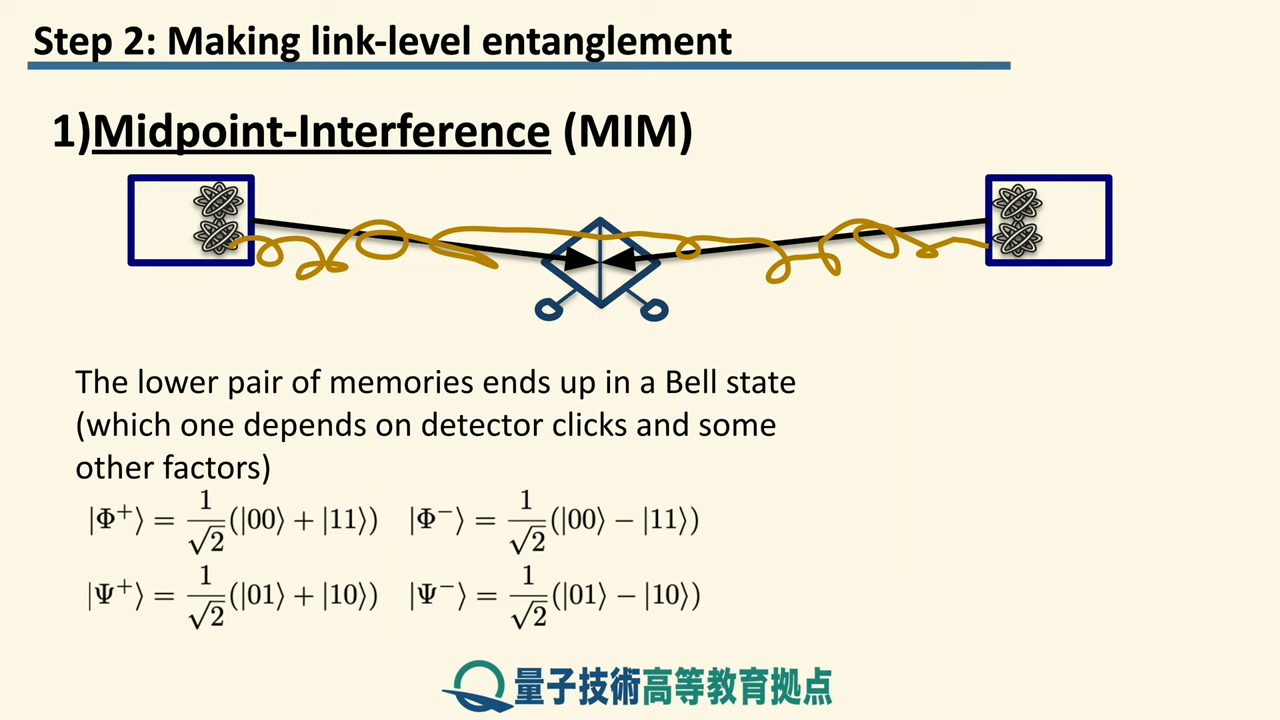 Step 2: Making link-level entanglement
1)Midpoint-Interference (MIM)
The lower pair of memories ends up in a Bell state
(which one depends on detector clicks and some
other factors)
|Φ⁺⟩ = 1/√2 (|00⟩ + |11⟩) |Φ⁻⟩ = 1/√2 (|00⟩ − |11⟩)
|Ψ⁺⟩ = 1/√2 (|01⟩ + |10⟩) |Ψ⁻⟩ = 1/√2 (|01⟩ − |10⟩)
量子技術高等教育拠点